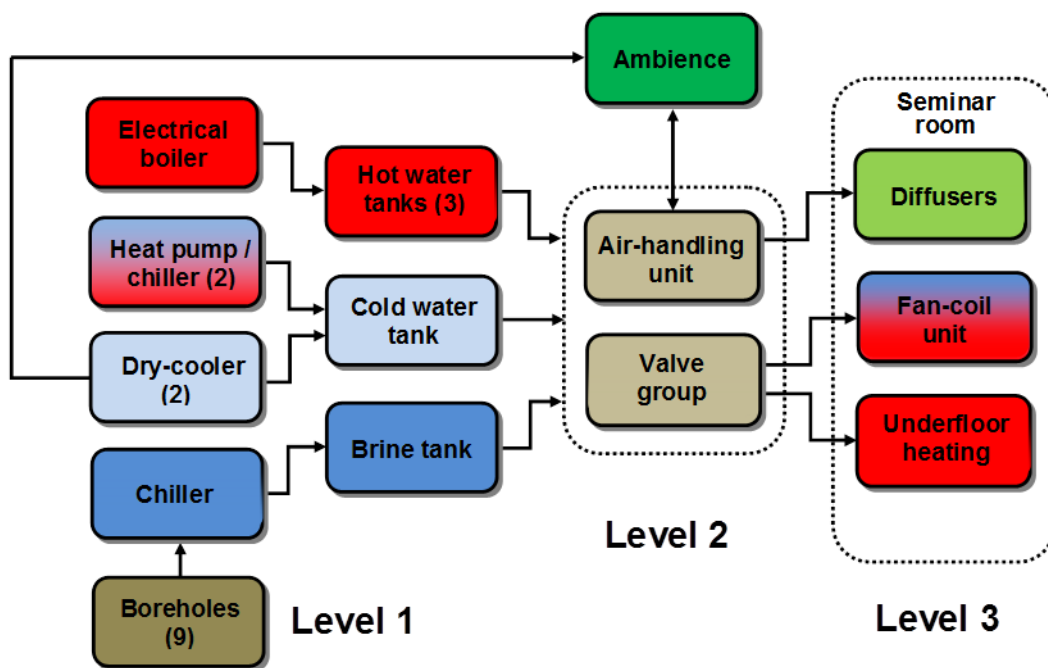 Ambience
Electrical
boiler
Hot water
tanks (3)
Heat pump /
chiller (2)
Cold water
tank
Dry-cooler
(2)
Brine tank
Chiller
Boreholes
(9)
Level 1
Air-handling
unit
Valve
group
Level 2
Seminar
room
Diffusers
Fan-coil
unit
Underfloor
heating
Level 3